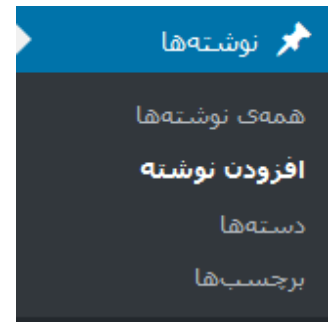 نوشته‌ها
همه‌ی نوشته‌ها
افزودن نوشته
دسته‌ها
برچسب‌ها